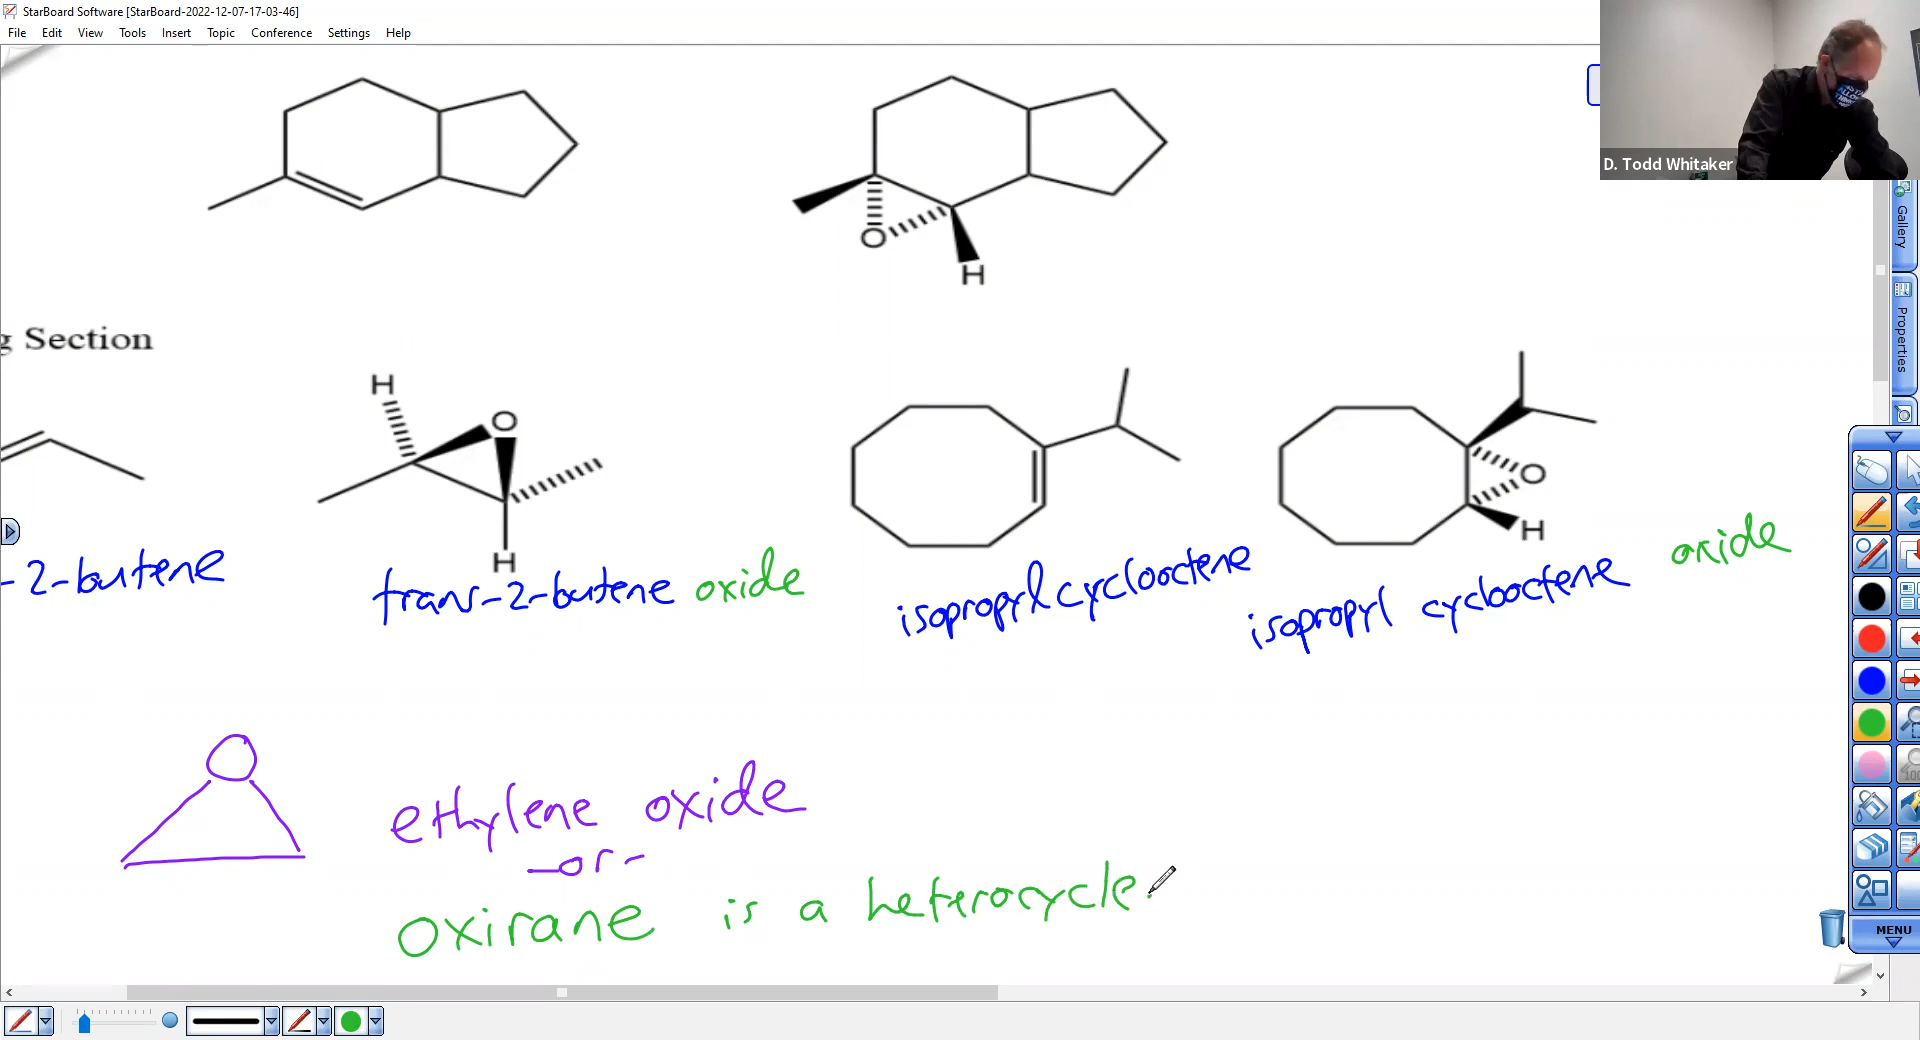 StarBoard Software [StarBoard-2022-12-07-17-03-46]
File Edit View Tools Insert Topic Conference Settings Help
D. Todd Whitaker
Gallery
Properties
O
H
g Section
H
O
H
O
H
- 2-butene
trans-2-butene oxide
isopropyl cyclooctene
isopropyl cyclooctene oxide
O
ethylene oxide
-or-
oxirane is a heterocycle.
MENU